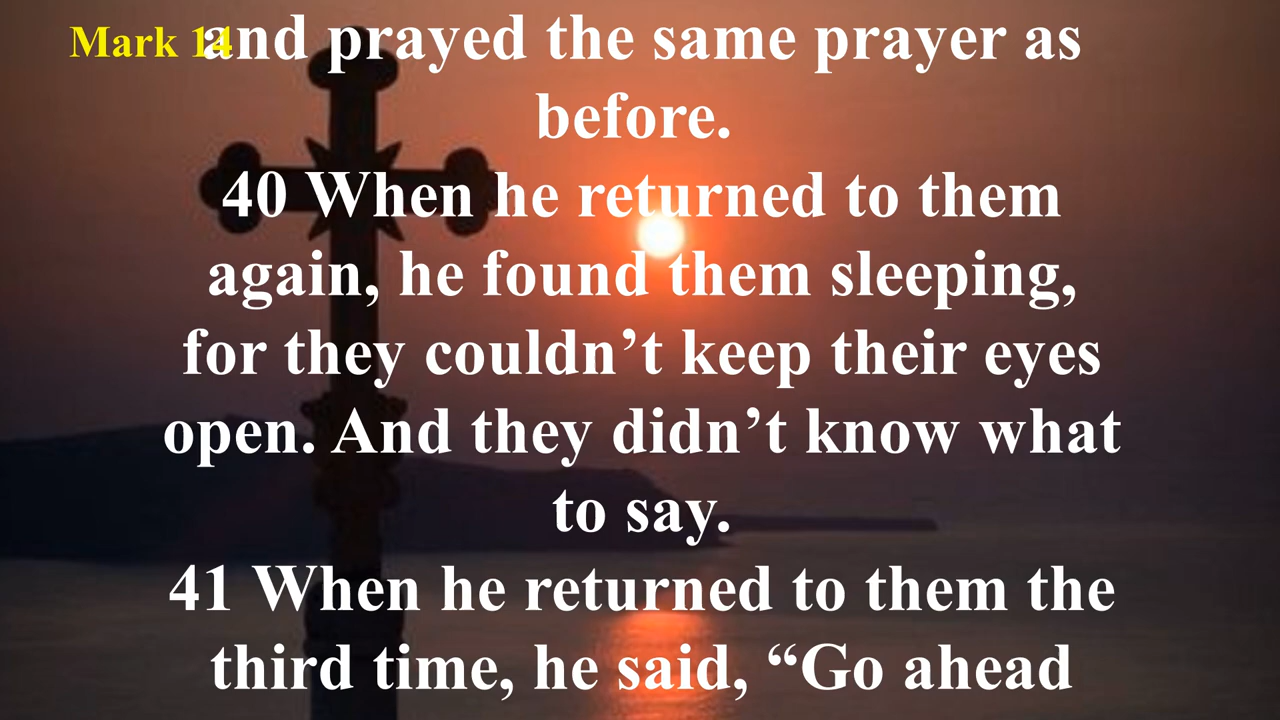 Mark 14
and prayed the same prayer as
before.
40 When he returned to them
again, he found them sleeping,
for they couldn’t keep their eyes
open. And they didn’t know what
to say.
41 When he returned to them the
third time, he said, “Go ahead